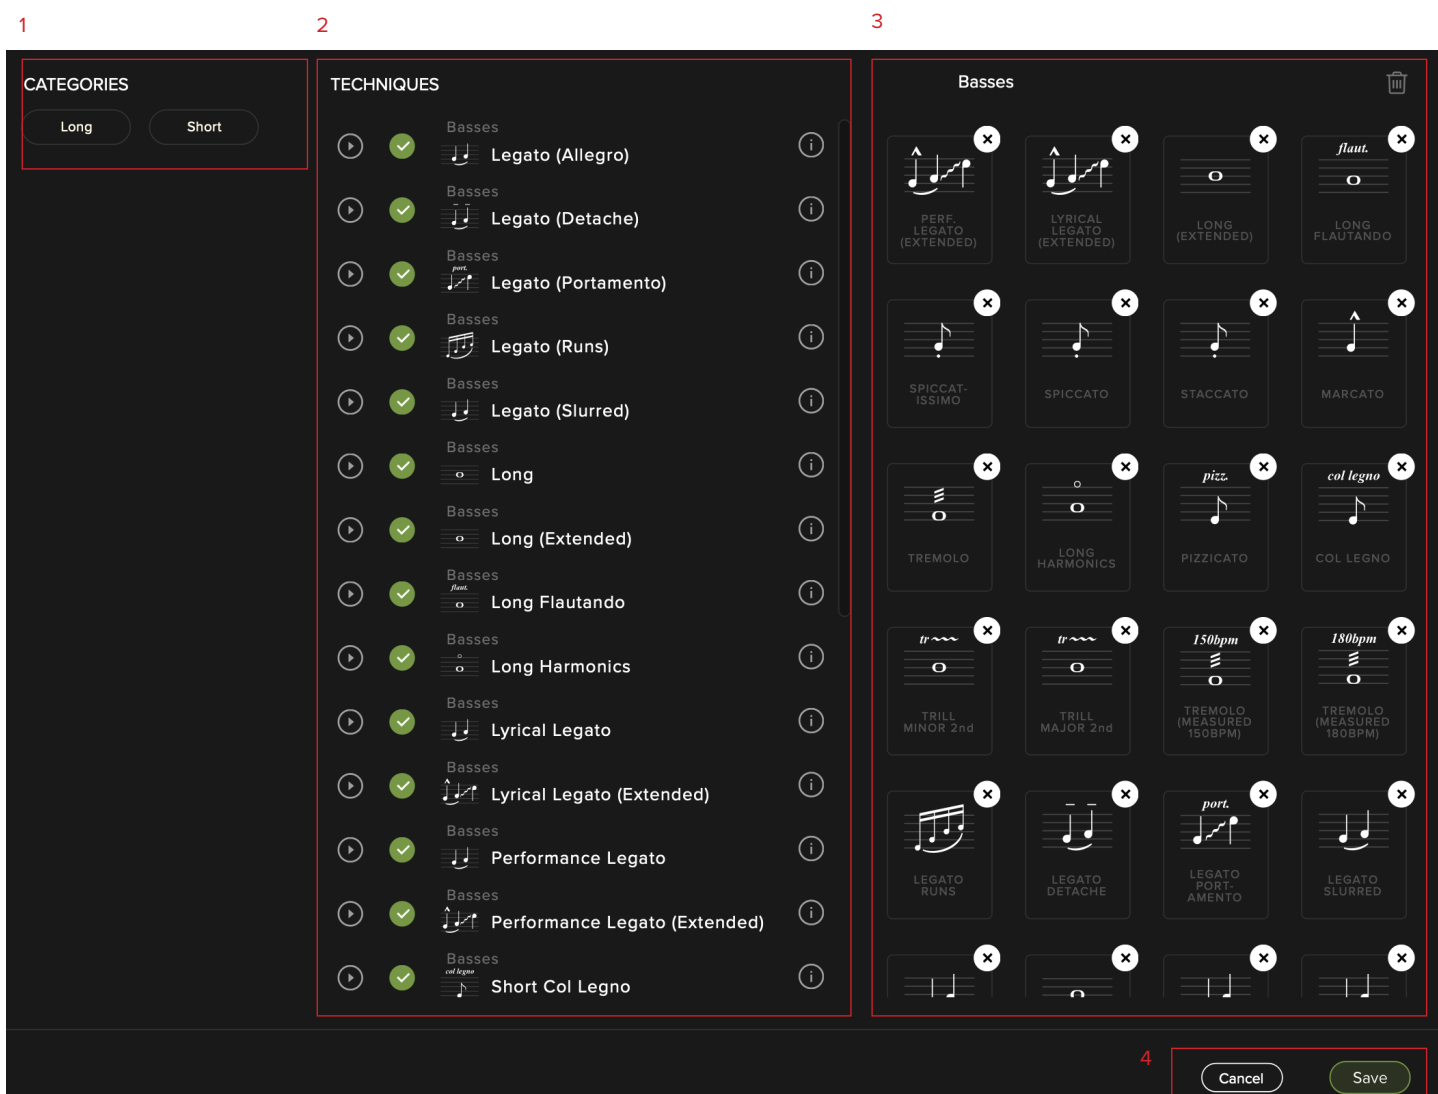 1
2
3
CATEGORIES
Long
Short
TECHNIQUES
Basses
Legato (Allegro)
Basses
Legato (Detache)
Basses
port.
Legato (Portamento)
Basses
Legato (Runs)
Basses
Legato (Slurred)
Basses
Long
Basses
Long (Extended)
Basses
flaut.
Long Flautando
Basses
Long Harmonics
Basses
Lyrical Legato
Basses
Lyrical Legato (Extended)
Basses
Performance Legato
Basses
Performance Legato (Extended)
Basses
col legno
Short Col Legno
Basses
PERF.
LEGATO
(EXTENDED)
LYRICAL
LEGATO
(EXTENDED)
LONG
(EXTENDED)
flaut.
LONG
FLAUTANDO
SPICCAT-
ISSIMO
SPICCATO
STACCATO
MARCATO
TREMOLO
LONG
HARMONICS
pizz.
PIZZICATO
col legno
COL LEGNO
tr
TRILL
MINOR 2nd
tr
TRILL
MAJOR 2nd
150bpm
TREMOLO
(MEASURED
150BPM)
180bpm
TREMOLO
(MEASURED
180BPM)
LEGATO
RUNS
LEGATO
DETACHE
port.
LEGATO
PORT-
AMENTO
LEGATO
SLURRED
4
Cancel
Save